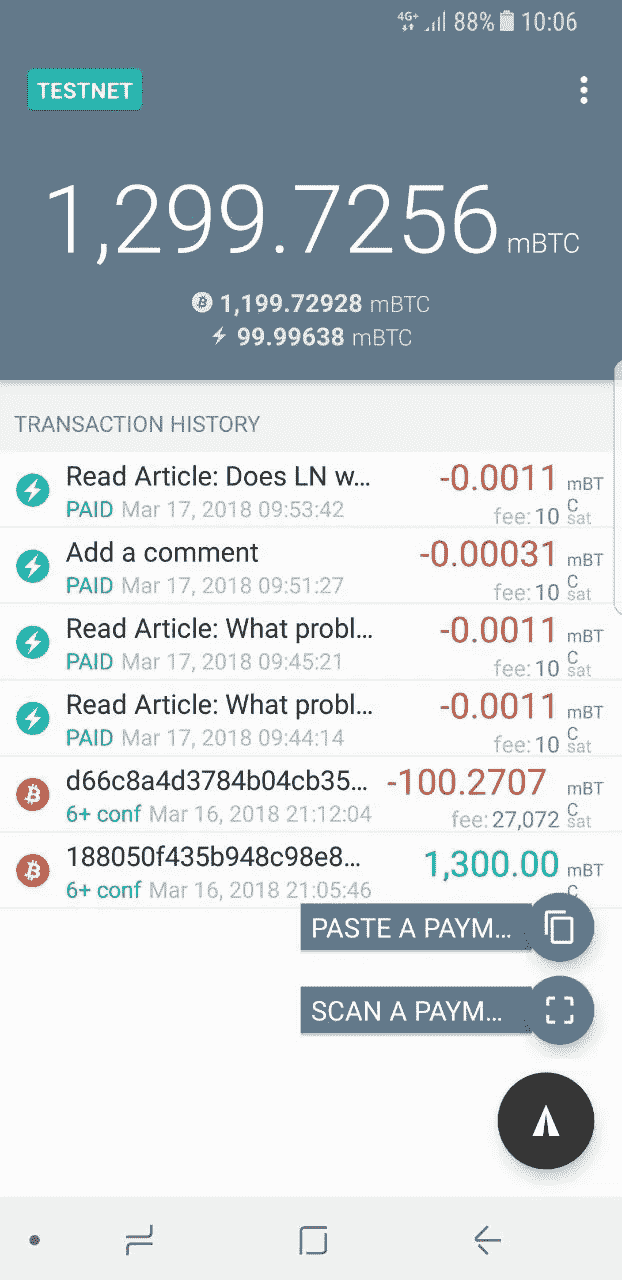 4G+ 88% 10:06
TESTNET
1,299.7256 mBTC
1,199.72928 mBTC
99.99638 mBTC
TRANSACTION HISTORY
Read Article: Does LN w... -0.0011 mBTC
PAID Mar 17, 2018 09:53:42 fee: 10 sat
Add a comment -0.00031 mBTC
PAID Mar 17, 2018 09:51:27 fee: 10 sat
Read Article: What probl... -0.0011 mBTC
PAID Mar 17, 2018 09:45:21 fee: 10 sat
Read Article: What probl... -0.0011 mBTC
PAID Mar 17, 2018 09:44:14 fee: 10 sat
d66c8a4d3784b04cb35... -100.2707 mBTC
6+ conf Mar 16, 2018 21:12:04 fee: 27,072 sat
188050f435b948c98e8... 1,300.00 mBTC
6+ conf Mar 16, 2018 21:05:46
PASTE A PAYM...
SCAN A PAYM...